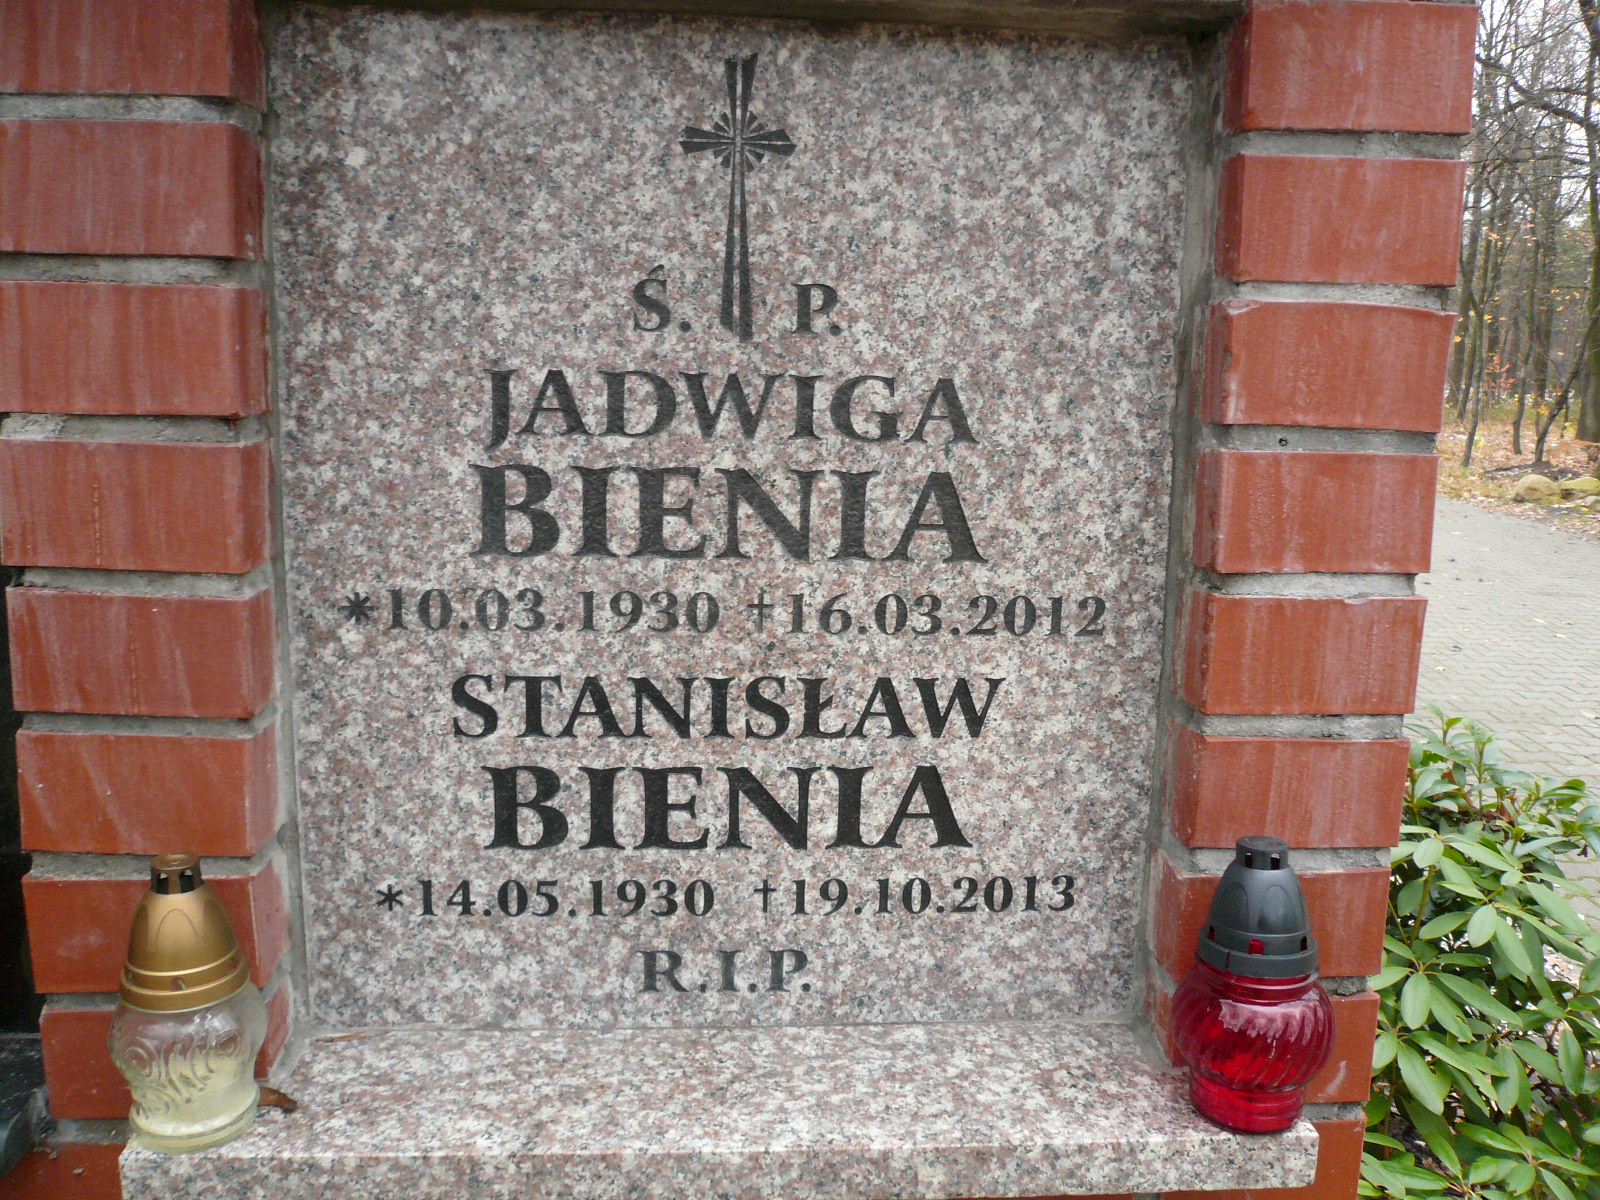 Ś. P.
JADWIGA
BIENIA
*10.03.1930 †16.03.2012
STANISŁAW
BIENIA
*14.05.1930 †19.10.2013
R.I.P.